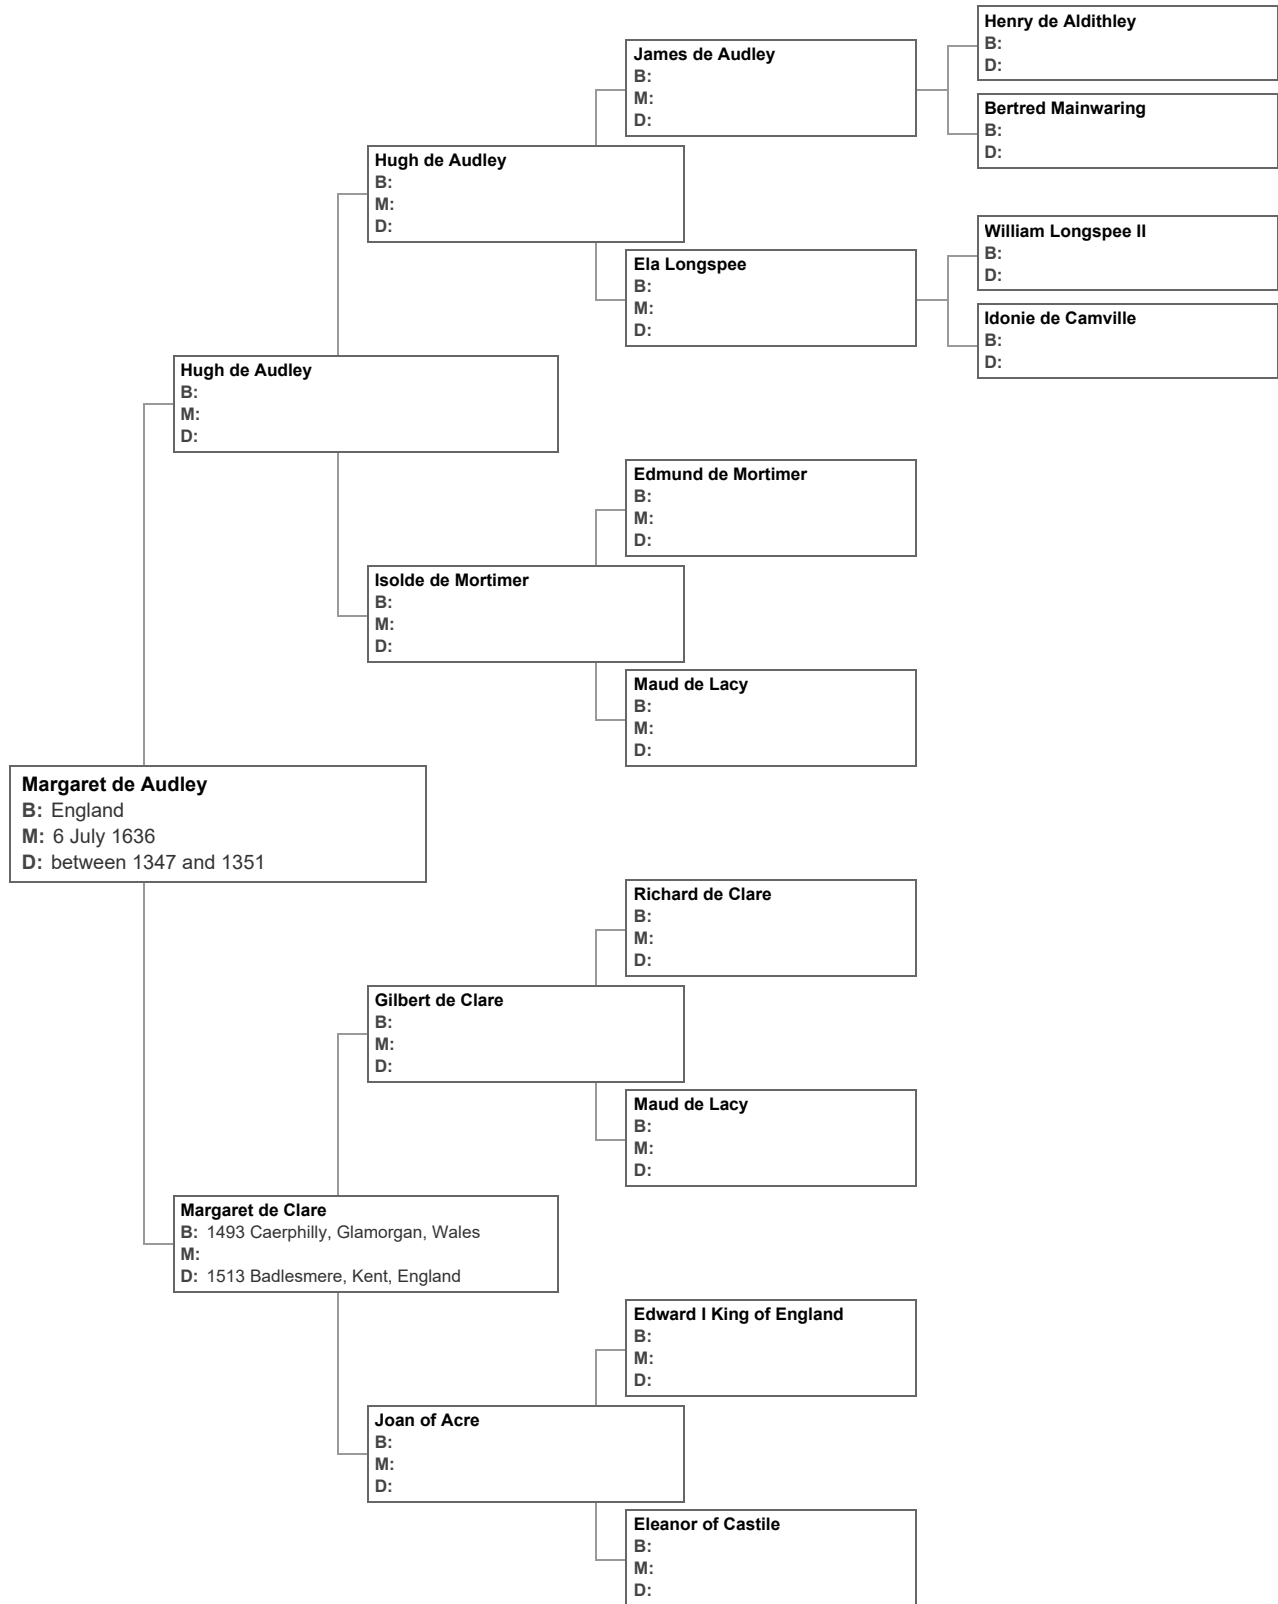 Henry de Aldithley
B:
D:
James de Audley
B:
M:
D:
Bertred Mainwaring
B:
D:
Hugh de Audley
B:
M:
D:
William Longspee II
B:
D:
Ela Longspee
B:
M:
D:
Idonie de Camville
B:
D:
Hugh de Audley
B:
M:
D:
Edmund de Mortimer
B:
M:
D:
Isolde de Mortimer
B:
M:
D:
Maud de Lacy
B:
M:
D:
Margaret de Audley
B: England
M: 6 July 1636
D: between 1347 and 1351
Richard de Clare
B:
M:
D:
Gilbert de Clare
B:
M:
D:
Maud de Lacy
B:
M:
D:
Margaret de Clare
B: 1493 Caerphilly, Glamorgan, Wales
M:
D: 1513 Badlesmere, Kent, England
Edward I King of England
B:
M:
D:
Joan of Acre
B:
M:
D:
Eleanor of Castile
B:
M:
D: